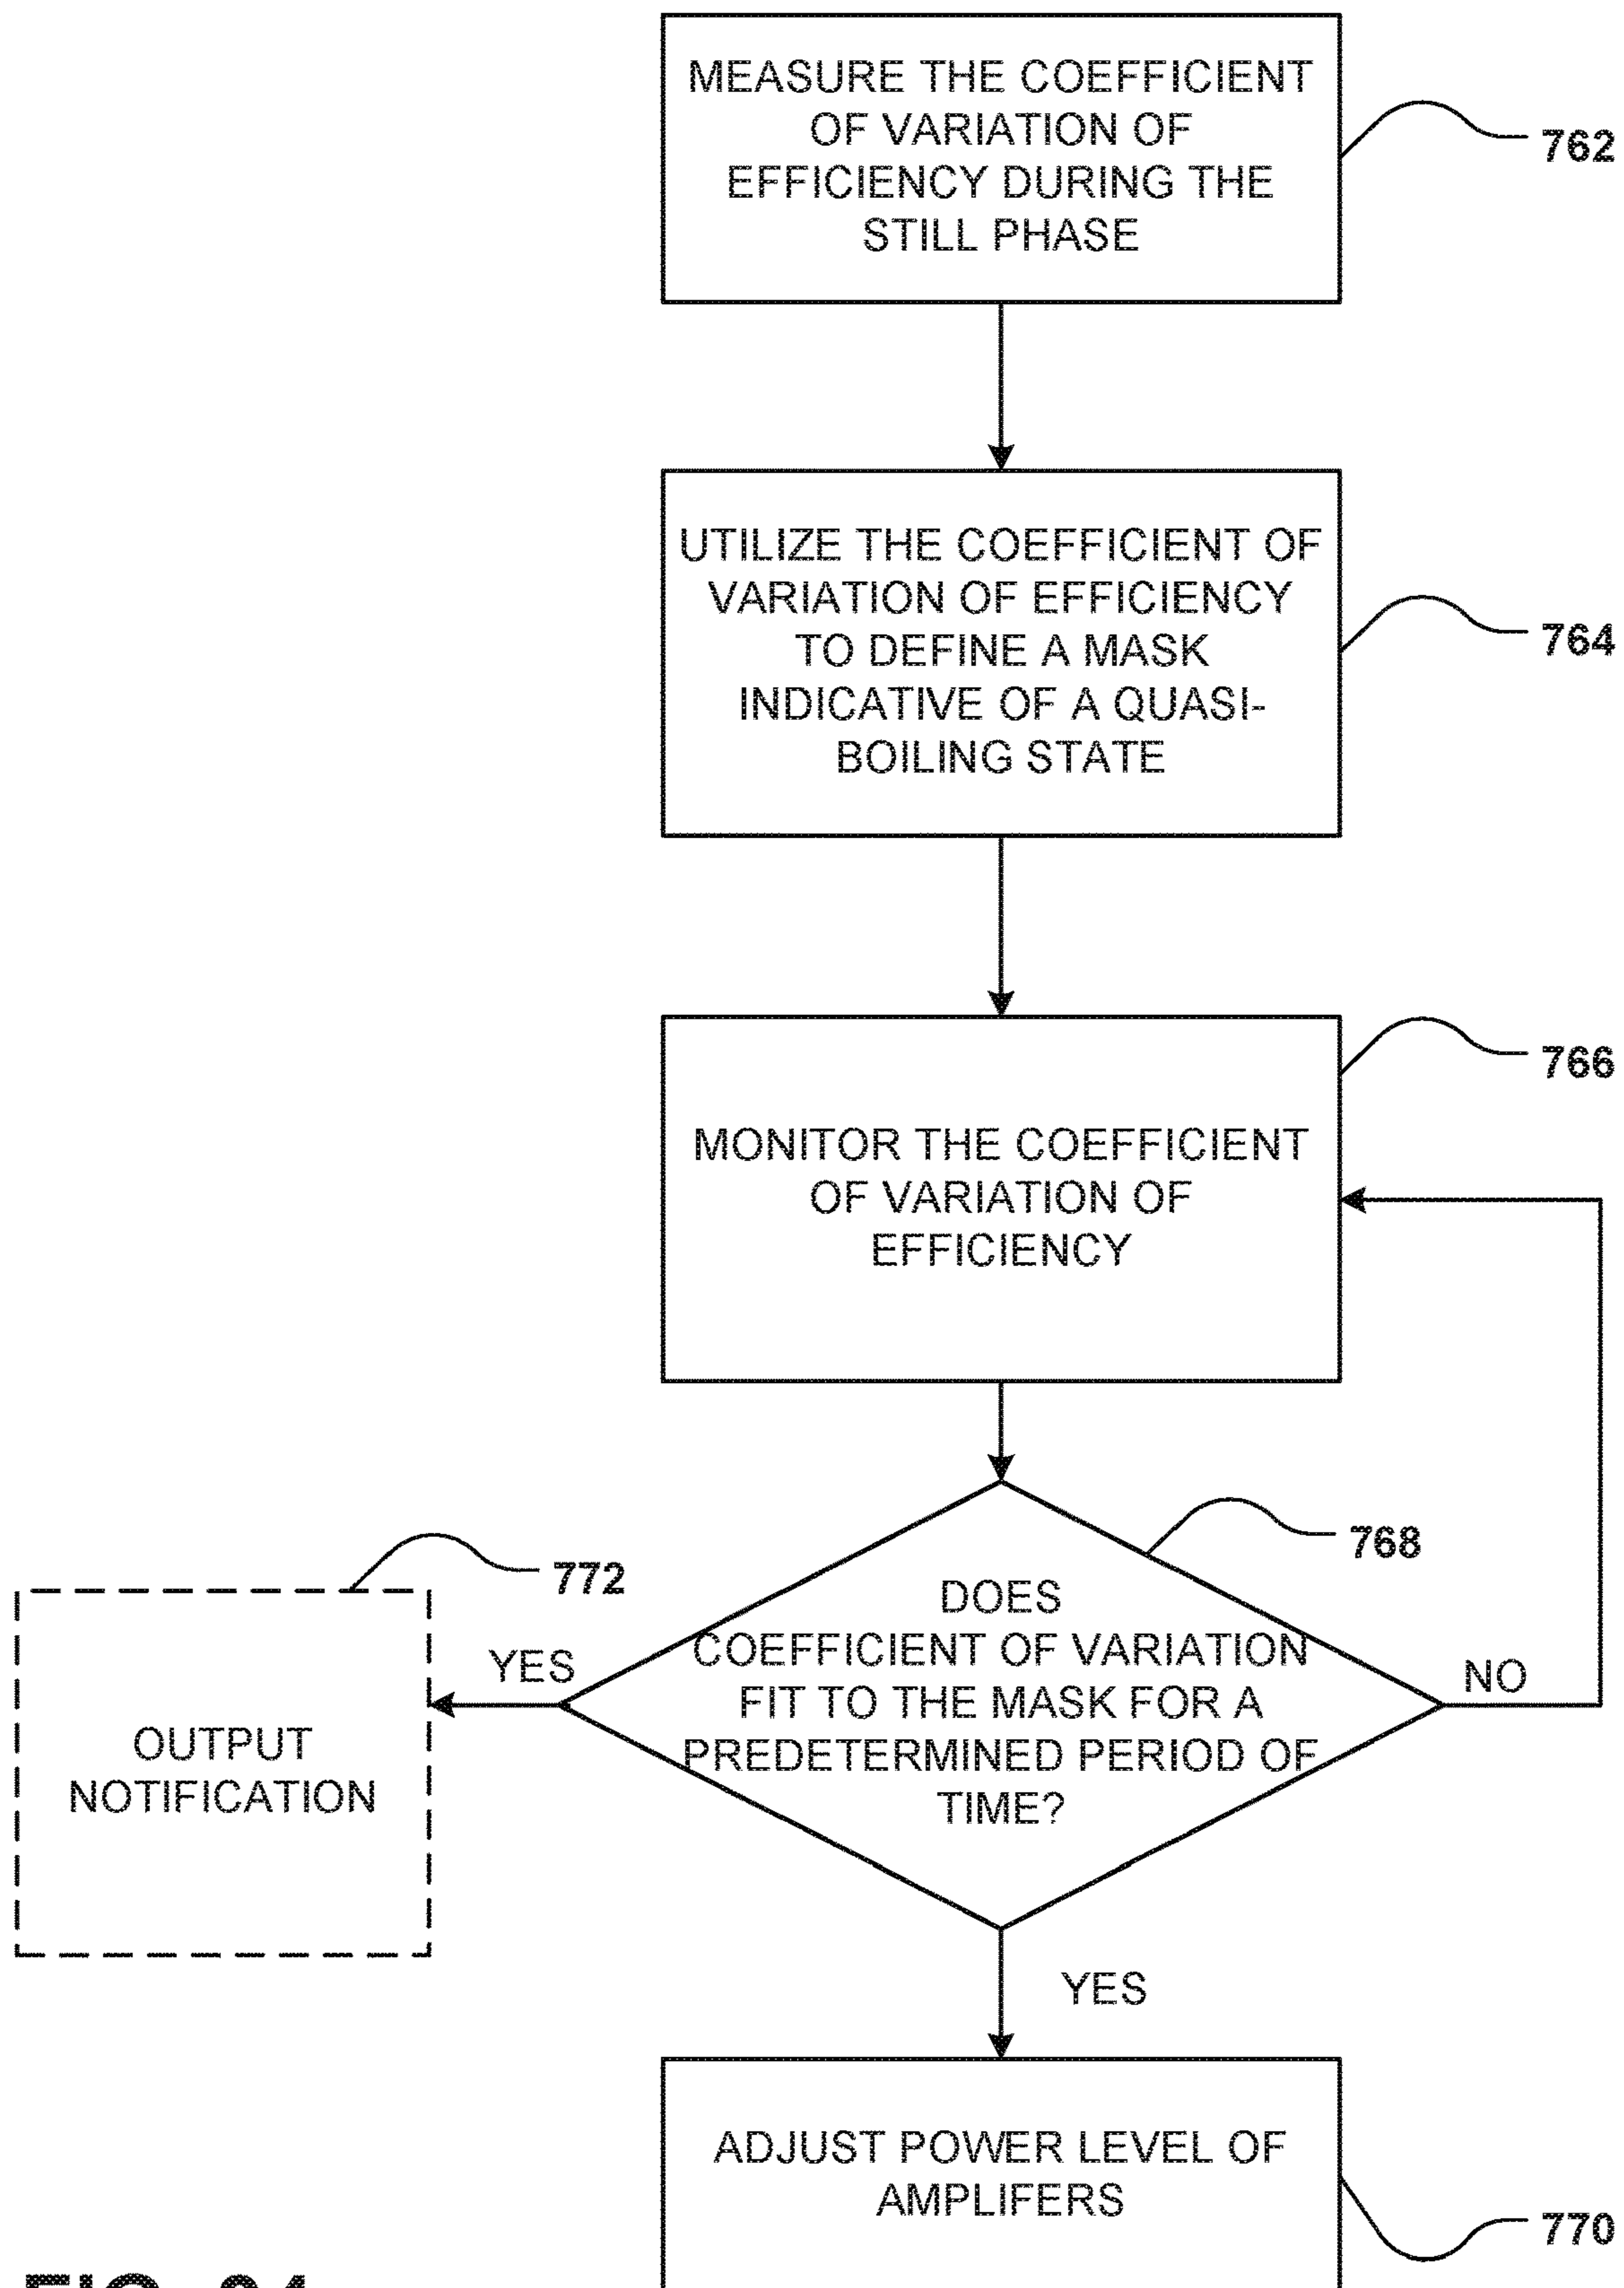 MEASURE THE COEFFICIENT
OF VARIATION OF
EFFICIENCY DURING THE
STILL PHASE
762
UTILIZE THE COEFFICIENT OF
VARIATION OF EFFICIENCY
TO DEFINE A MASK
INDICATIVE OF A QUASI-
BOILING STATE
764
766
MONITOR THE COEFFICIENT
OF VARIATION OF
EFFICIENCY
768
772
DOES
COEFFICIENT OF VARIATION
FIT TO THE MASK FOR A
PREDETERMINED PERIOD OF
TIME?
YES
NO
OUTPUT
NOTIFICATION
YES
ADJUST POWER LEVEL OF
AMPLIFERS
770
FIG.